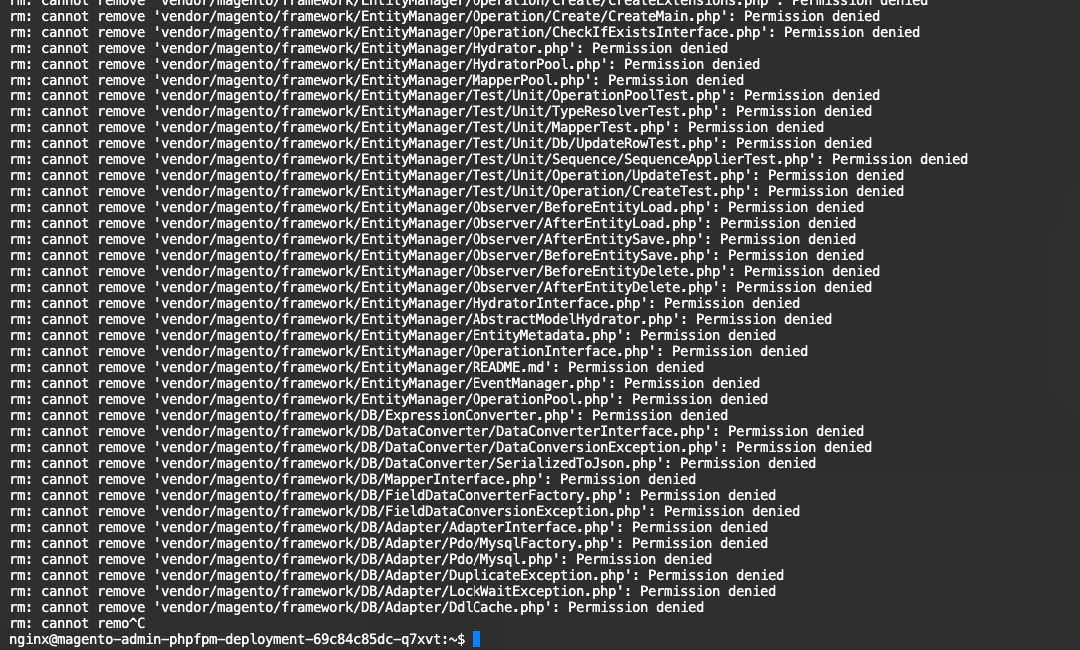 rm: cannot remove 'vendor/magento/framework/EntityManager/Operation/Create/CreateExtensions.php': Permission denied
rm: cannot remove 'vendor/magento/framework/EntityManager/Operation/Create/CreateMain.php': Permission denied
rm: cannot remove 'vendor/magento/framework/EntityManager/Operation/CheckIfExistsInterface.php': Permission denied
rm: cannot remove 'vendor/magento/framework/EntityManager/Hydrator.php': Permission denied
rm: cannot remove 'vendor/magento/framework/EntityManager/HydratorPool.php': Permission denied
rm: cannot remove 'vendor/magento/framework/EntityManager/MapperPool.php': Permission denied
rm: cannot remove 'vendor/magento/framework/EntityManager/Test/Unit/OperationPoolTest.php': Permission denied
rm: cannot remove 'vendor/magento/framework/EntityManager/Test/Unit/TypeResolverTest.php': Permission denied
rm: cannot remove 'vendor/magento/framework/EntityManager/Test/Unit/MapperTest.php': Permission denied
rm: cannot remove 'vendor/magento/framework/EntityManager/Test/Unit/Db/UpdateRowTest.php': Permission denied
rm: cannot remove 'vendor/magento/framework/EntityManager/Test/Unit/Sequence/SequenceApplierTest.php': Permission denied
rm: cannot remove 'vendor/magento/framework/EntityManager/Test/Unit/Operation/UpdateTest.php': Permission denied
rm: cannot remove 'vendor/magento/framework/EntityManager/Test/Unit/Operation/CreateTest.php': Permission denied
rm: cannot remove 'vendor/magento/framework/EntityManager/Observer/BeforeEntityLoad.php': Permission denied
rm: cannot remove 'vendor/magento/framework/EntityManager/Observer/AfterEntityLoad.php': Permission denied
rm: cannot remove 'vendor/magento/framework/EntityManager/Observer/AfterEntitySave.php': Permission denied
rm: cannot remove 'vendor/magento/framework/EntityManager/Observer/BeforeEntitySave.php': Permission denied
rm: cannot remove 'vendor/magento/framework/EntityManager/Observer/BeforeEntityDelete.php': Permission denied
rm: cannot remove 'vendor/magento/framework/EntityManager/Observer/AfterEntityDelete.php': Permission denied
rm: cannot remove 'vendor/magento/framework/EntityManager/HydratorInterface.php': Permission denied
rm: cannot remove 'vendor/magento/framework/EntityManager/AbstractModelHydrator.php': Permission denied
rm: cannot remove 'vendor/magento/framework/EntityManager/EntityMetadata.php': Permission denied
rm: cannot remove 'vendor/magento/framework/EntityManager/OperationInterface.php': Permission denied
rm: cannot remove 'vendor/magento/framework/EntityManager/README.md': Permission denied
rm: cannot remove 'vendor/magento/framework/EntityManager/EventManager.php': Permission denied
rm: cannot remove 'vendor/magento/framework/EntityManager/OperationPool.php': Permission denied
rm: cannot remove 'vendor/magento/framework/DB/ExpressionConverter.php': Permission denied
rm: cannot remove 'vendor/magento/framework/DB/DataConverter/DataConverterInterface.php': Permission denied
rm: cannot remove 'vendor/magento/framework/DB/DataConverter/DataConversionException.php': Permission denied
rm: cannot remove 'vendor/magento/framework/DB/DataConverter/SerializedToJson.php': Permission denied
rm: cannot remove 'vendor/magento/framework/DB/MapperInterface.php': Permission denied
rm: cannot remove 'vendor/magento/framework/DB/FieldDataConverterFactory.php': Permission denied
rm: cannot remove 'vendor/magento/framework/DB/FieldDataConversionException.php': Permission denied
rm: cannot remove 'vendor/magento/framework/DB/Adapter/AdapterInterface.php': Permission denied
rm: cannot remove 'vendor/magento/framework/DB/Adapter/Pdo/MysqlFactory.php': Permission denied
rm: cannot remove 'vendor/magento/framework/DB/Adapter/Pdo/Mysql.php': Permission denied
rm: cannot remove 'vendor/magento/framework/DB/Adapter/DuplicateException.php': Permission denied
rm: cannot remove 'vendor/magento/framework/DB/Adapter/LockWaitException.php': Permission denied
rm: cannot remove 'vendor/magento/framework/DB/Adapter/DdlCache.php': Permission denied
rm: cannot remo^C
nginx@magento-admin-phpfpm-deployment-69c84c85dc-q7xvt:~$